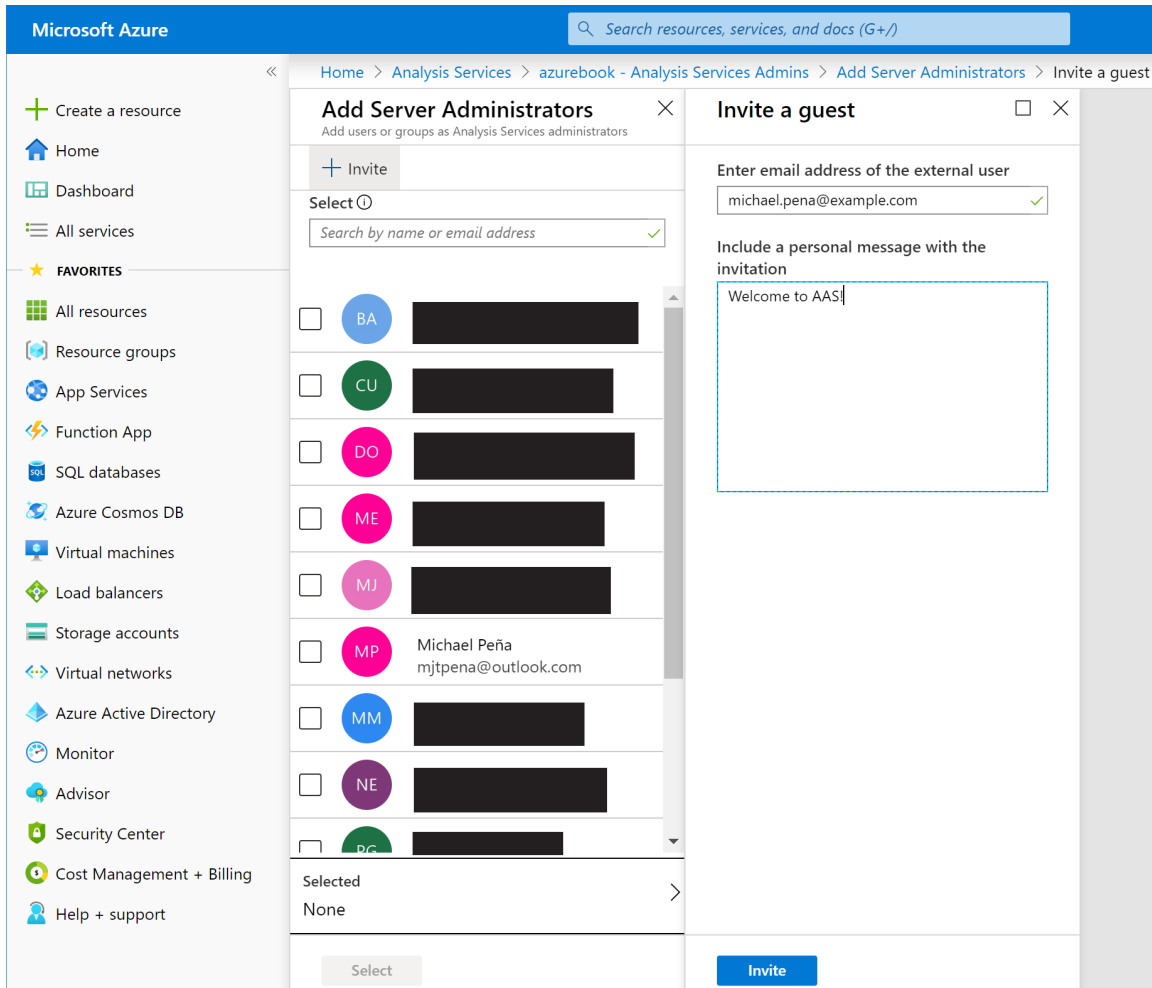 Microsoft Azure
Search resources, services, and docs (G+/)
«
Home > Analysis Services > azurebook - Analysis Services Admins > Add Server Administrators > Invite a guest
Create a resource
Home
Dashboard
All services
FAVORITES
All resources
Resource groups
App Services
Function App
SQL
SQL databases
Azure Cosmos DB
Virtual machines
Load balancers
Storage accounts
Virtual networks
Azure Active Directory
Monitor
Advisor
Security Center
Cost Management + Billing
Help + support
Add Server Administrators
Add users or groups as Analysis Services administrators
Invite
Select
Search by name or email address
BA
CU
DO
ME
MJ
MP
Michael Peña
mjtpena@outlook.com
MM
NE
PG
Selected
None
Select
Invite a guest
Enter email address of the external user
michael.pena@example.com
Include a personal message with the
invitation
Welcome to AAS!
Invite